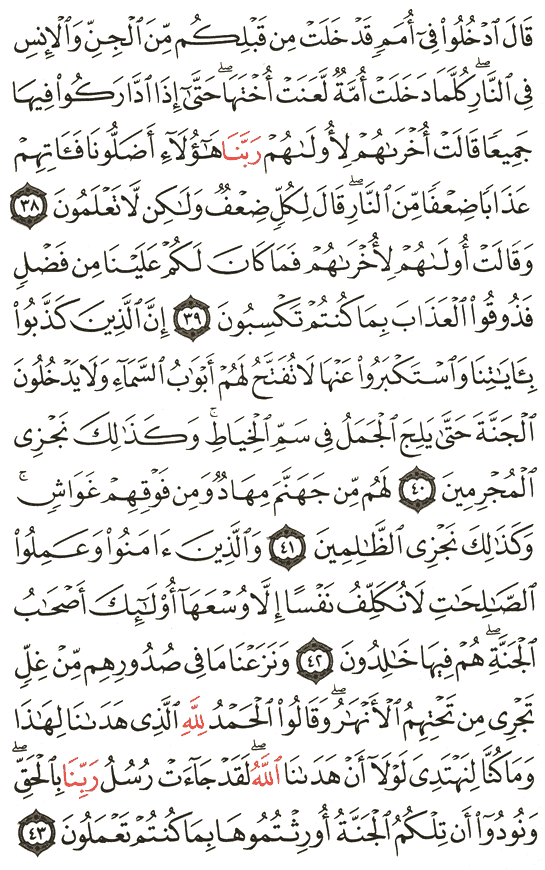 قَالَ ٱدۡخُلُواْ فِيٓ أُمَمٖ قَدۡ خَلَتۡ مِن قَبۡلِكُم مِّنَ ٱلۡجِنِّ وَٱلۡإِنسِ
فِي ٱلنَّارِۖ كُلَّمَا دَخَلَتۡ أُمَّةٞ لَّعَنَتۡ أُخۡتَهَاۖ حَتَّىٰٓ إِذَا ٱدَّارَكُواْ فِيهَا
جَمِيعٗا قَالَتۡ أُخۡرَىٰهُمۡ لِأُولَىٰهُمۡ رَبَّنَا هَٰٓؤُلَآءِ أَضَلُّونَا فَـَٔاتِهِمۡ
عَذَابٗا ضِعۡفٗا مِّنَ ٱلنَّارِۖ قَالَ لِكُلّٖ ضِعۡفٞ وَلَٰكِن لَّا تَعۡلَمُونَ ٣٨
وَقَالَتۡ أُولَىٰهُمۡ لِأُخۡرَىٰهُمۡ فَمَا كَانَ لَكُمۡ عَلَيۡنَا مِن فَضۡلٖ
فَذُوقُواْ ٱلۡعَذَابَ بِمَا كُنتُمۡ تَكۡسِبُونَ ٣٩ إِنَّ ٱلَّذِينَ كَذَّبُواْ
بِـَٔايَٰتِنَا وَٱسۡتَكۡبَرُواْ عَنۡهَا لَا تُفَتَّحُ لَهُمۡ أَبۡوَٰبُ ٱلسَّمَآءِ وَلَا يَدۡخُلُونَ
ٱلۡجَنَّةَ حَتَّىٰ يَلِجَ ٱلۡجَمَلُ فِي سَمِّ ٱلۡخِيَاطِۚ وَكَذَٰلِكَ نَجۡزِي
ٱلۡمُجۡرِمِينَ ٤٠ لَهُم مِّن جَهَنَّمَ مِهَادٞ وَمِن فَوۡقِهِمۡ غَوَاشٖۚ
وَكَذَٰلِكَ نَجۡزِي ٱلظَّٰلِمِينَ ٤١ وَٱلَّذِينَ ءَامَنُواْ وَعَمِلُواْ
ٱلصَّٰلِحَٰتِ لَا نُكَلِّفُ نَفۡسًا إِلَّا وُسۡعَهَآ أُوْلَٰٓئِكَ أَصۡحَٰبُ
ٱلۡجَنَّةِۖ هُمۡ فِيهَا خَٰلِدُونَ ٤٢ وَنَزَعۡنَا مَا فِي صُدُورِهِم مِّنۡ غِلّٖ
تَجۡرِي مِن تَحۡتِهِمُ ٱلۡأَنۡهَٰرُۖ وَقَالُواْ ٱلۡحَمۡدُ لِلَّهِ ٱلَّذِي هَدَىٰنَا لِهَٰذَا
وَمَا كُنَّا لِنَهۡتَدِيَ لَوۡلَآ أَنۡ هَدَىٰنَا ٱللَّهُۖ لَقَدۡ جَآءَتۡ رُسُلُ رَبِّنَا بِٱلۡحَقِّۖ
وَنُودُوٓاْ أَن تِلۡكُمُ ٱلۡجَنَّةُ أُورِثۡتُمُوهَا بِمَا كُنتُمۡ تَعۡمَلُونَ ٤٣